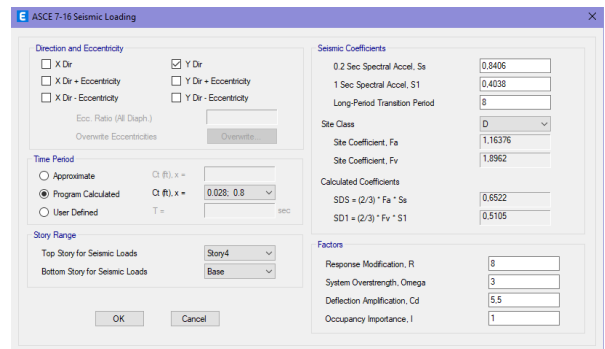 E ASCE 7-16 Seismic Loading
Direction and Eccentricity
X Dir
Y Dir
X Dir + Eccentricity
Y Dir + Eccentricity
X Dir - Eccentricity
Y Dir - Eccentricity
Ecc. Ratio (All Diaph.)
Overwrite Eccentricities
Overwrite...
Time Period
Approximate
Ct (ft), x =
Program Calculated
Ct (ft), x =
0.028; 0.8
User Defined
T =
sec
Story Range
Top Story for Seismic Loads
Story4
Bottom Story for Seismic Loads
Base
OK
Cancel
Seismic Coefficients
0.2 Sec Spectral Accel, Ss
0,8406
1 Sec Spectral Accel, S1
0,4038
Long-Period Transition Period
8
Site Class
D
Site Coefficient, Fa
1,16376
Site Coefficient, Fv
1,8962
Calculated Coefficients
SDS = (2/3) * Fa * Ss
0,6522
SD1 = (2/3) * Fv * S1
0,5105
Factors
Response Modification, R
8
System Overstrength, Omega
3
Deflection Amplification, Cd
5,5
Occupancy Importance, I
1